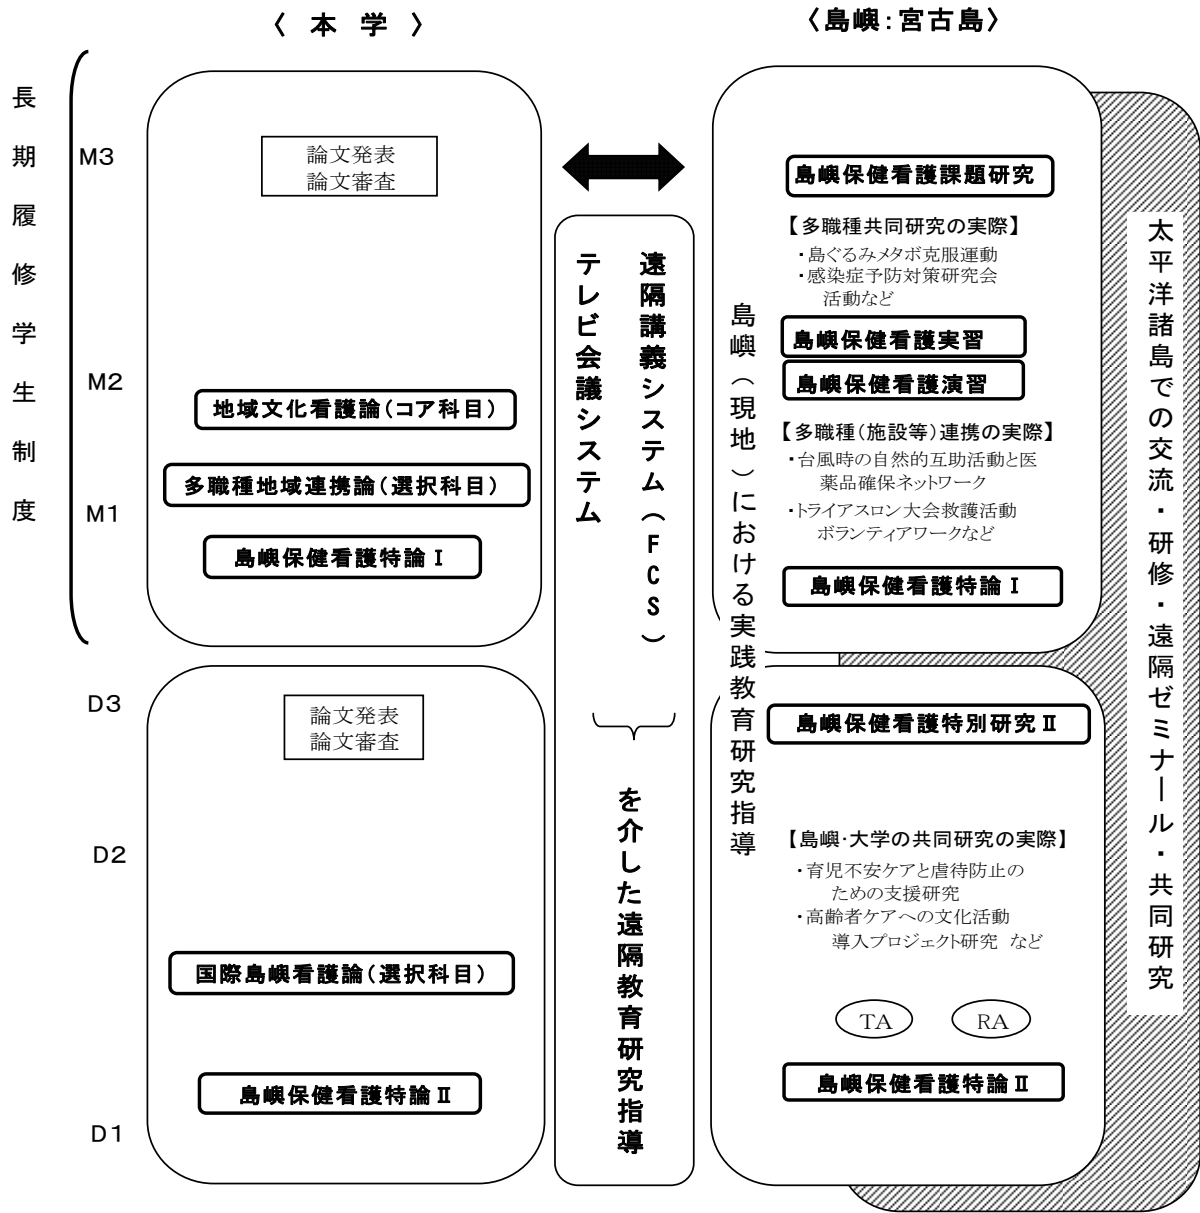 〈 本 学 〉
〈島嶼:宮古島〉
長期履修学生制度
M3
M2
M1
D3
D2
D1
論文発表
論文審査
地域文化看護論(コア科目)
多職種地域連携論(選択科目)
島嶼保健看護特論Ⅰ
論文発表
論文審査
国際島嶼看護論(選択科目)
島嶼保健看護特論Ⅱ
遠隔講義システム(FCS)
テレビ会議システム
を介した遠隔教育研究指導
島嶼(現地)における実践教育研究指導
島嶼保健看護課題研究
【多職種共同研究の実際】
・島ぐるみメタボ克服運動
・感染症予防対策研究会
活動など
島嶼保健看護実習
島嶼保健看護演習
【多職種(施設等)連携の実際】
・台風時の自然的互助活動と医
薬品確保ネットワーク
・トライアスロン大会救護活動
ボランティアワークなど
島嶼保健看護特論Ⅰ
島嶼保健看護特別研究Ⅱ
【島嶼・大学の共同研究の実際】
・育児不安ケアと虐待防止の
ための支援研究
・高齢者ケアへの文化活動
導入プロジェクト研究 など
TA
RA
島嶼保健看護特論Ⅱ
太平洋諸島での交流・研修・遠隔ゼミナール・共同研究